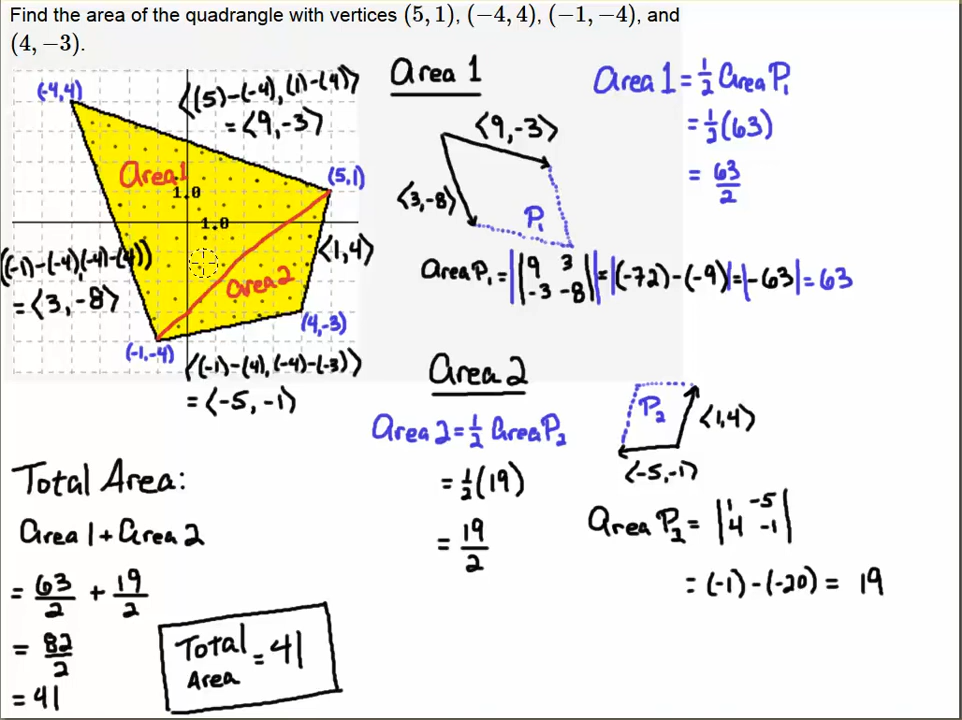 Find the area of the quadrangle with vertices (5, 1), (−4, 4), (−1, −4), and
(4, −3).
(-4,4)
⟨(5)-(-4), (1)-(4)⟩
= ⟨9, -3⟩
Area 1
(5,1)
1.0
1.0
⟨1,4⟩
((-1)-(-4),(-4)-(4))⟩
= ⟨3, -8⟩
Area 2
(4,-3)
(-1,-4)
⟨(-1)-(4), (-4)-(-3)⟩
= ⟨-5, -1⟩
Area 1
⟨9, -3⟩
⟨3, -8⟩
P₁
Area P₁ = | |9 3
-3 -8| | = |(-72)-(-9)| = |-63| = 63
Area 1 = 1/2 Area P₁
= 1/2 (63)
= 63/2
Area 2
Area 2 = 1/2 Area P₂
= 1/2 (19)
= 19/2
P₂
⟨1,4⟩
⟨-5,-1⟩
Area P₂ = |1 -5
4 -1|
= (-1)-(-20) = 19
Total Area:
Area 1 + Area 2
= 63/2 + 19/2
= 82/2
= 41
Total
Area = 41